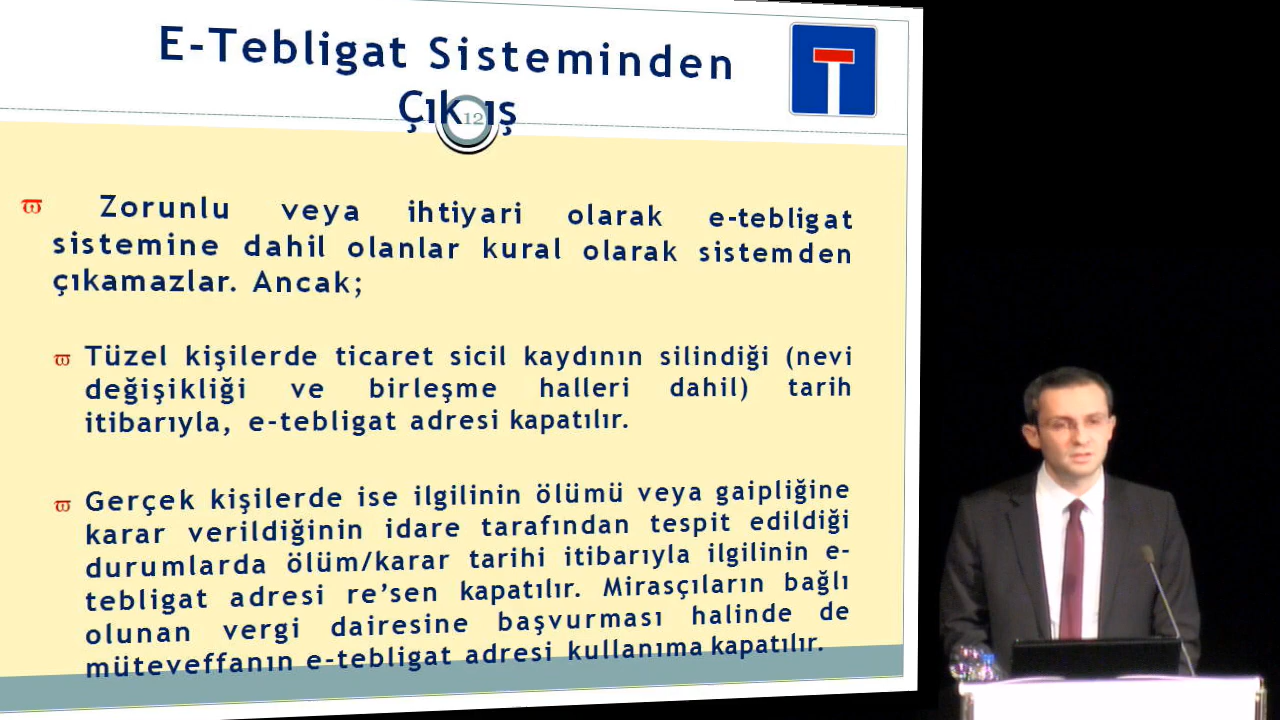 E-Tebligat Sisteminden
Çıkış
12
Zorunlu veya ihtiyari olarak e-tebligat
sistemine dahil olanlar kural olarak sistemden
çıkamazlar. Ancak;
Tüzel kişilerde ticaret sicil kaydının silindiği (nevi
değişikliği ve birleşme halleri dahil) tarih
itibarıyla, e-tebligat adresi kapatılır.
Gerçek kişilerde ise ilgilinin ölümü veya gaipliğine
karar verildiğinin idare tarafından tespit edildiği
durumlarda ölüm/karar tarihi itibarıyla ilgilinin e-
tebligat adresi re’sen kapatılır. Mirasçıların bağlı
olunan vergi dairesine başvurması halinde de
müteveffanın e-tebligat adresi kullanıma kapatılır.